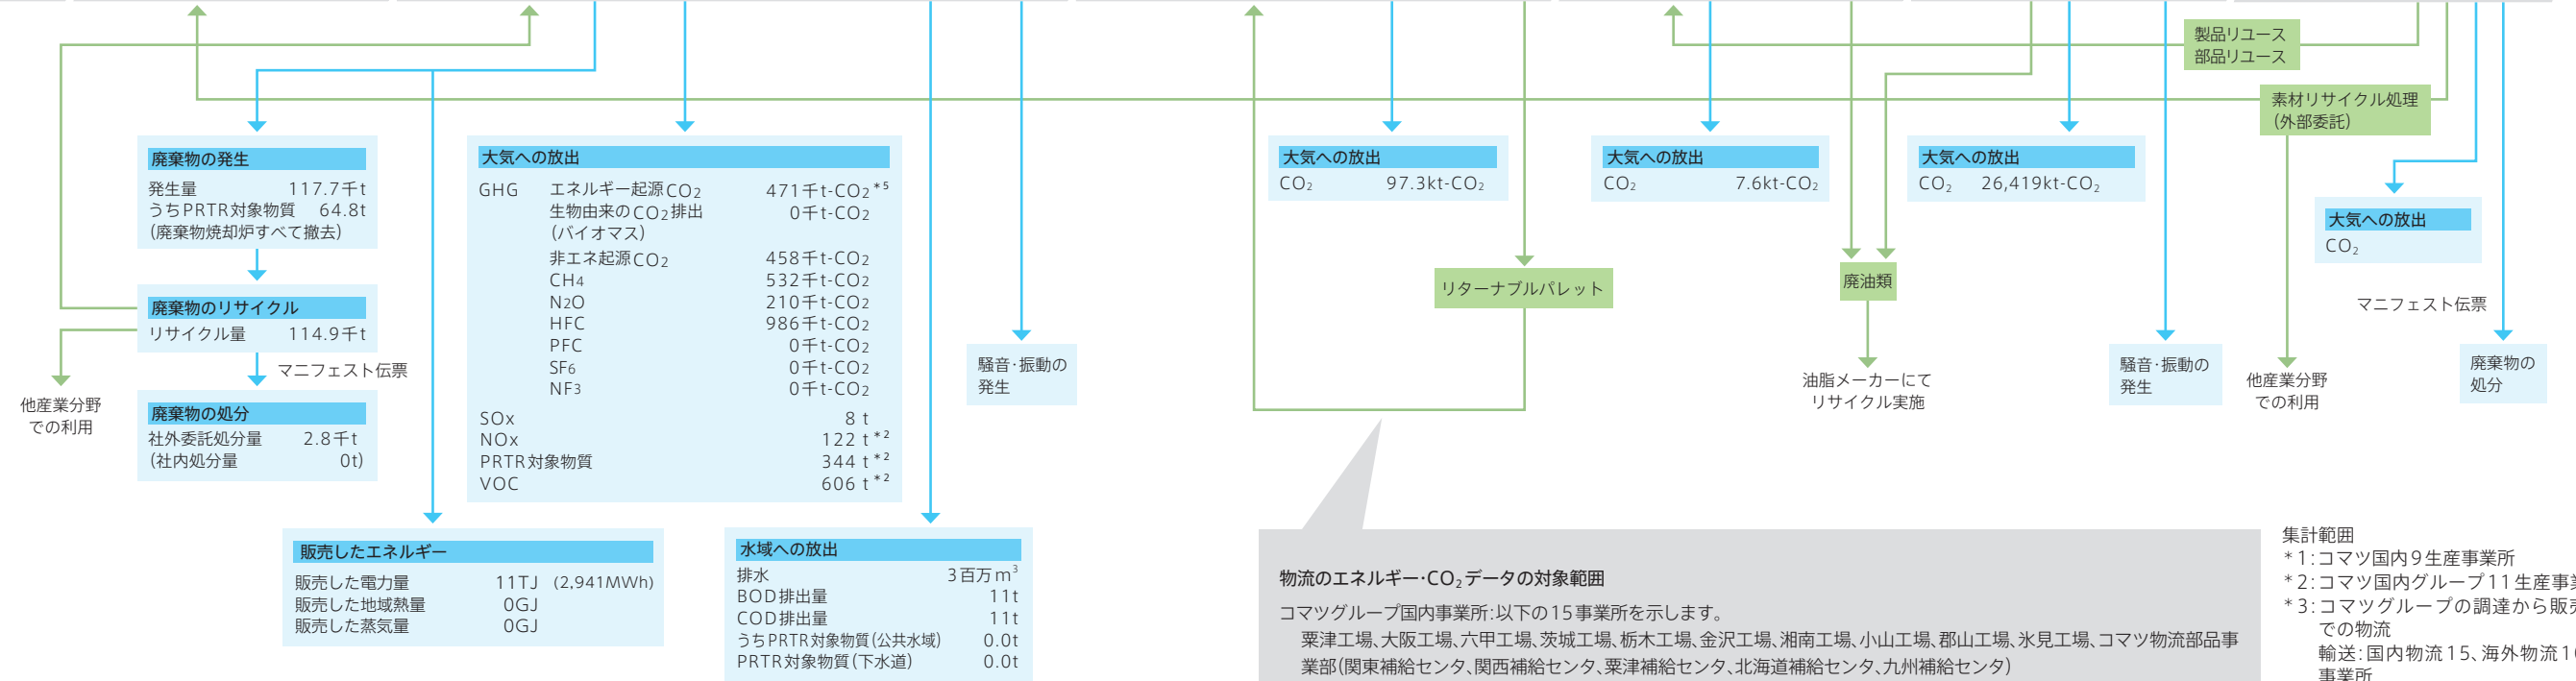 製品リユース
部品リユース
素材リサイクル処理
(外部委託)
廃棄物の発生
発生量 117.7千t
うちPRTR対象物質 64.8t
(廃棄物焼却炉すべて撤去)
廃棄物のリサイクル
リサイクル量 114.9千t
マニフェスト伝票
他産業分野
での利用
廃棄物の処分
社外委託処分量 2.8千t
(社内処分量 0t)
大気への放出
GHG エネルギー起源CO2 471千t-CO2 *5
生物由来のCO2排出 0千t-CO2
(バイオマス)
非エネ起源CO2 458千t-CO2
CH4 532千t-CO2
N2O 210千t-CO2
HFC 986千t-CO2
PFC 0千t-CO2
SF6 0千t-CO2
NF3 0千t-CO2
SOx 8 t
NOx 122 t *2
PRTR対象物質 344 t *2
VOC 606 t *2
騒音・振動の
発生
販売したエネルギー
販売した電力量 11TJ (2,941MWh)
販売した地域熱量 0GJ
販売した蒸気量 0GJ
水域への放出
排水 3百万m3
BOD排出量 11t
COD排出量 11t
うちPRTR対象物質(公共水域) 0.0t
PRTR対象物質(下水道) 0.0t
大気への放出
CO2 97.3kt-CO2
リターナブルパレット
大気への放出
CO2 7.6kt-CO2
廃油類
油脂メーカーにて
リサイクル実施
大気への放出
CO2 26,419kt-CO2
騒音・振動の
発生
他産業分野
での利用
大気への放出
CO2
マニフェスト伝票
廃棄物の
処分
物流のエネルギー・CO2データの対象範囲
コマツグループ国内事業所:以下の15事業所を示します。
粟津工場、大阪工場、六甲工場、茨城工場、栃木工場、金沢工場、湘南工場、小山工場、郡山工場、氷見工場、コマツ物流部品事
業部(関東補給センタ、関西補給センタ、粟津補給センタ、北海道補給センタ、九州補給センタ)
集計範囲
*1:コマツ国内9生産事業所
*2:コマツ国内グループ11生産事
*3:コマツグループの調達から販
での物流
輸送:国内物流15、海外物流1
事業所